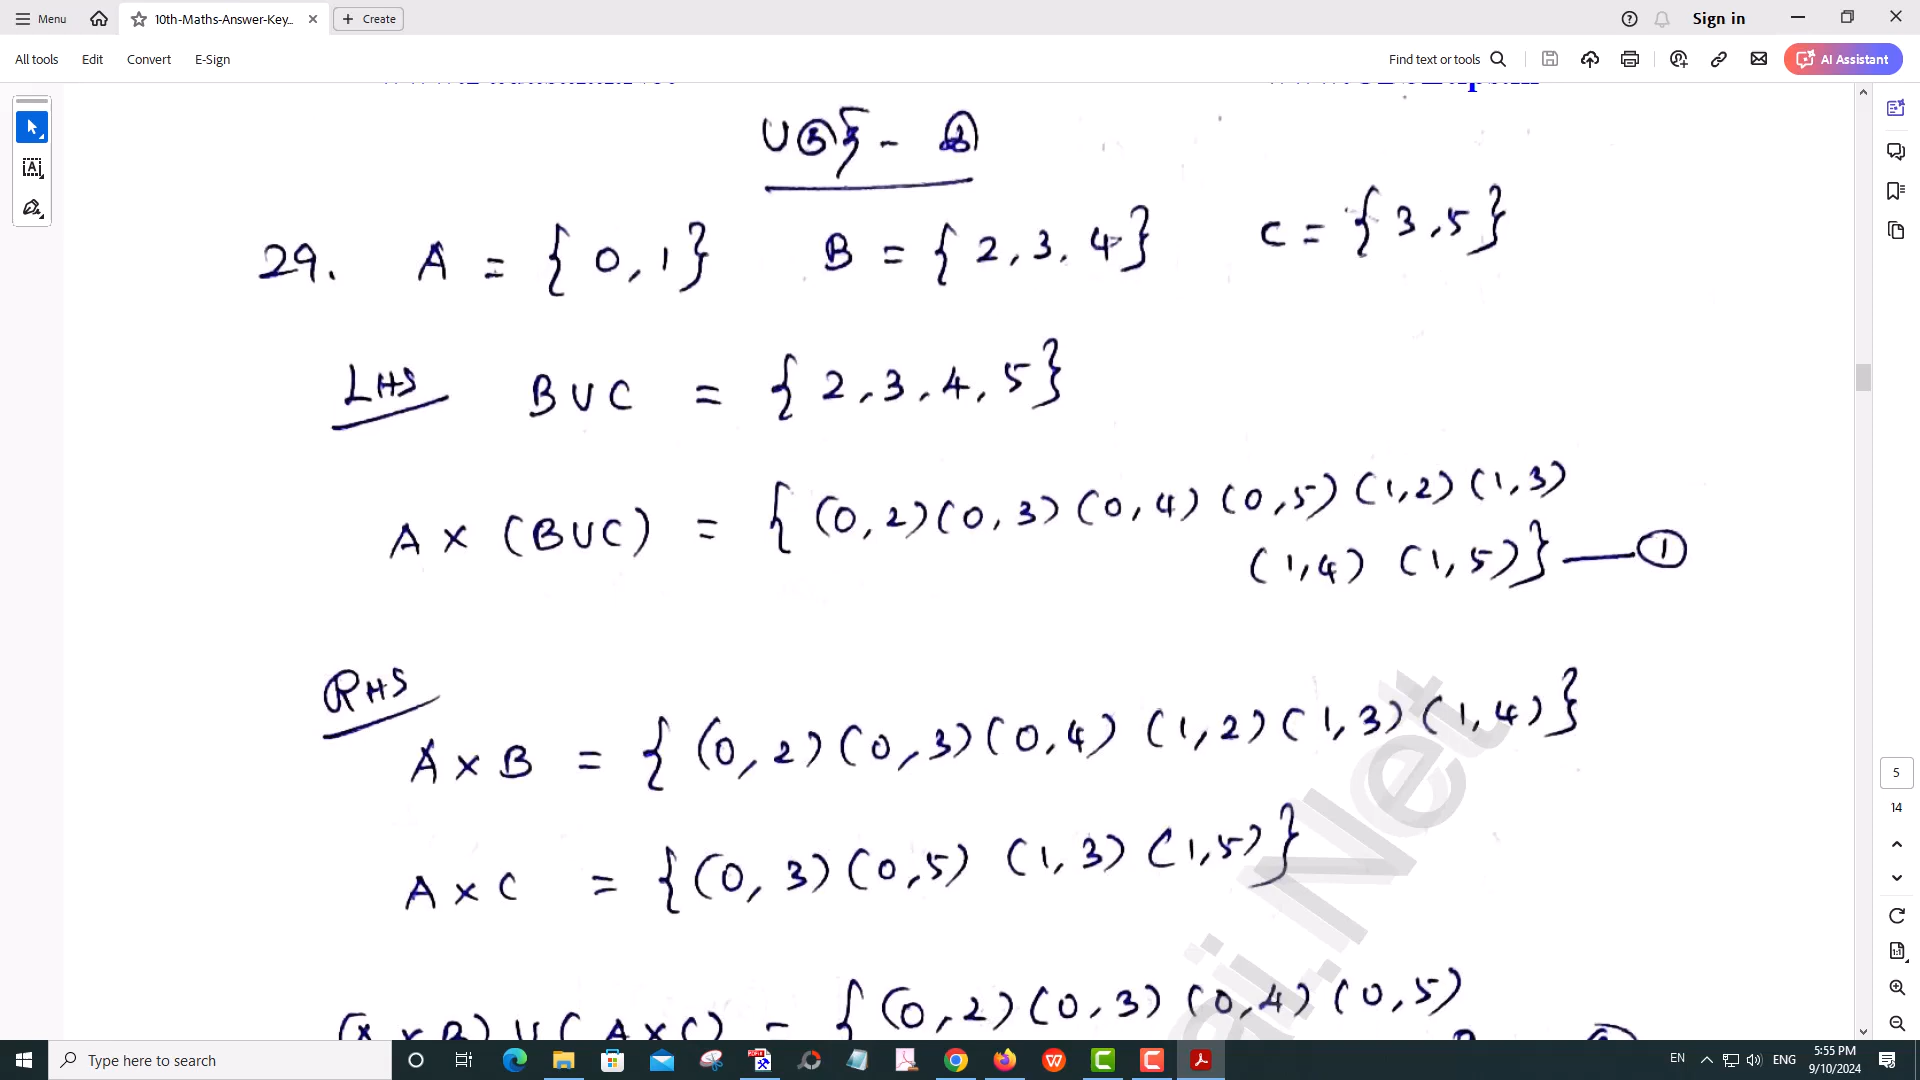 Menu
10th-Maths-Answer-Key...
Create
Sign in
All tools
Edit
Convert
E-Sign
Find text or tools
AI Assistant
29. A = { 0, 1 } B = { 2, 3, 4 } C = { 3, 5 }
LHS B ∪ C = { 2, 3, 4, 5 }
A × (B∪C) = { (0, 2) (0, 3) (0, 4) (0, 5) (1, 2) (1, 3)
(1, 4) (1, 5) } —— ①
RHS
A × B = { (0, 2) (0, 3) (0, 4) (1, 2) (1, 3) (1, 4) }
A × C = { (0, 3) (0, 5) (1, 3) (1, 5) }
(A × B) ∪ (A × C) = { (0, 2) (0, 3) (0, 4) (0, 5)
ai.Net
5
14
Type here to search
EN
ENG
5:55 PM
9/10/2024